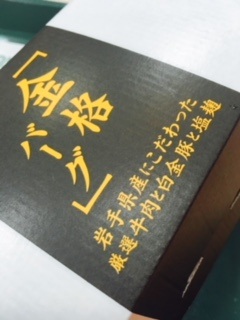 「金格
バーグ」
岩手県産にこだわった
厳選牛肉と白金豚と塩麹